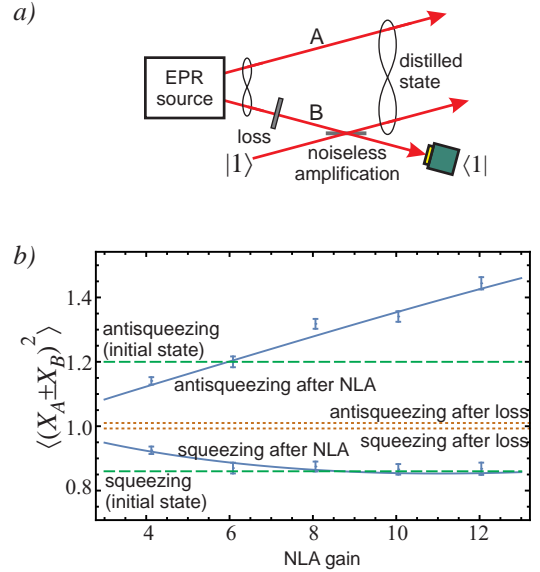 a)
A
EPR
source
distilled
state
B
loss
noiseless
amplification
|1⟩
⟨1|
b)
⟨(X_A±X_B)²⟩
1.4
1.2
1.0
0.8
antisqueezing
(initial state)
antisqueezing after NLA
antisqueezing after loss
squeezing after NLA
squeezing after loss
squeezing
(initial state)
4 6 8 10 12
NLA gain